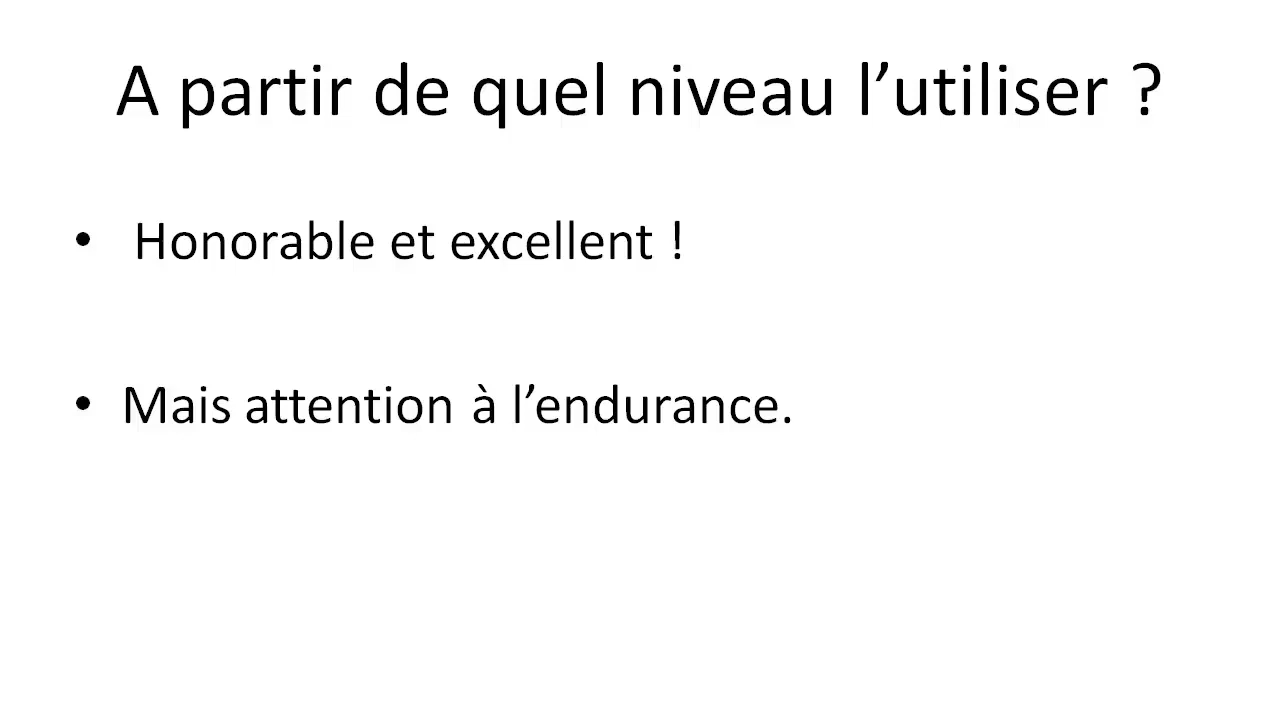 A partir de quel niveau l’utiliser ?
• Honorable et excellent !
• Mais attention à l’endurance.